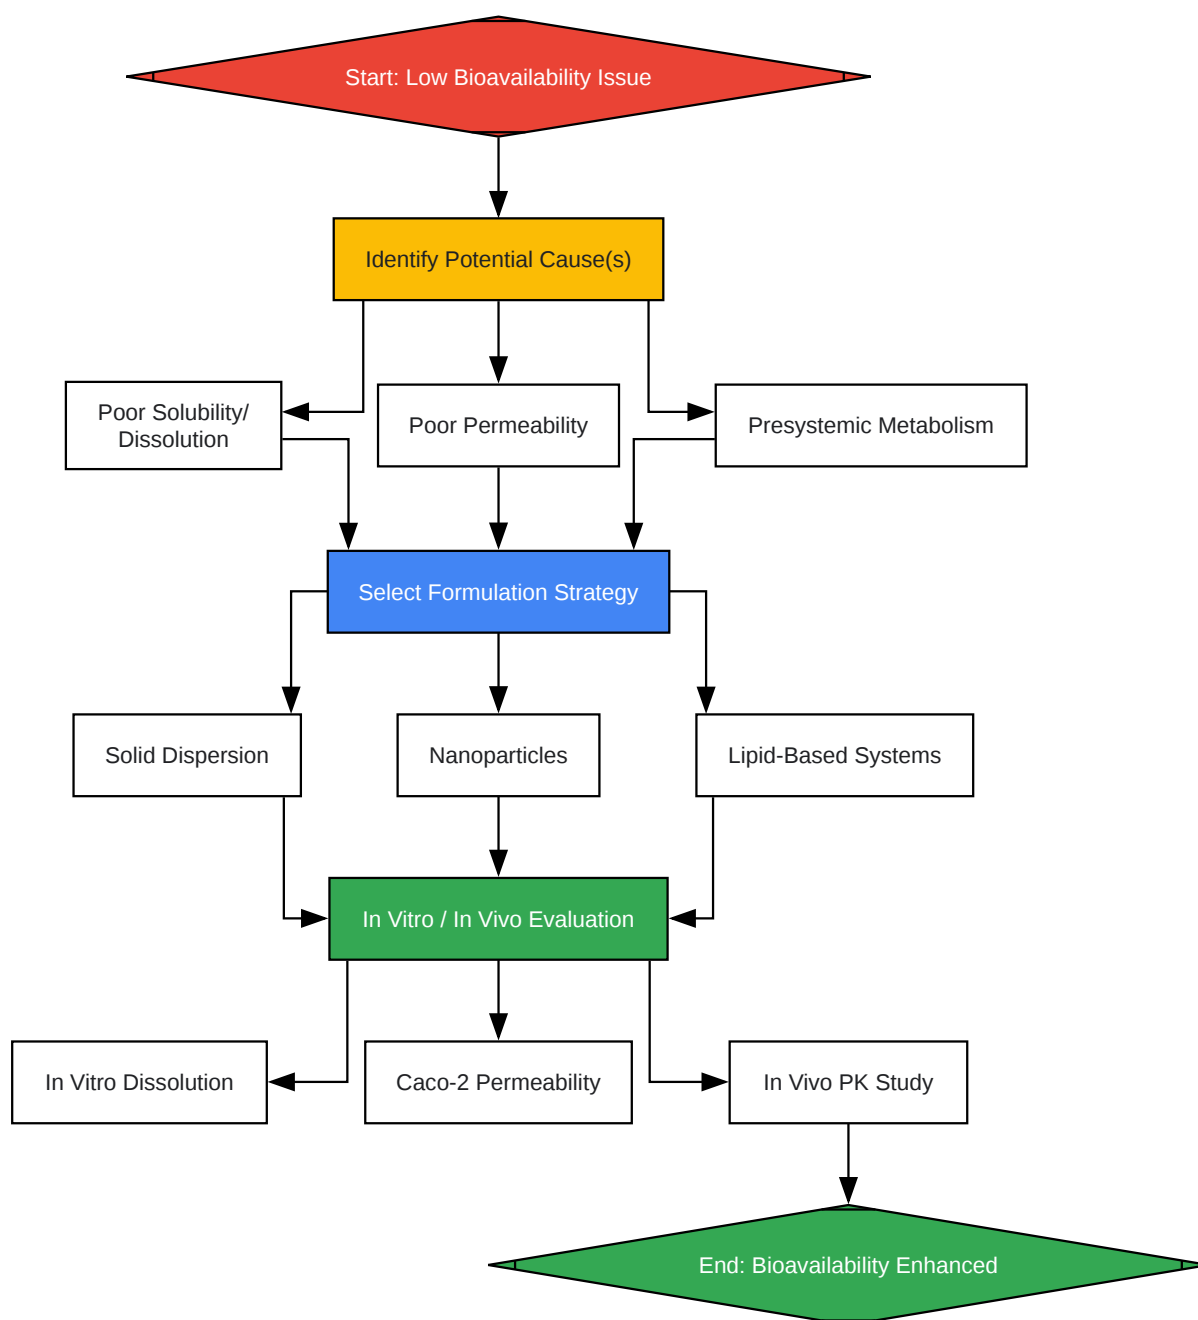 Start: Low Bioavailability Issue
Identify Potential Cause(s)
Poor Solubility/
Dissolution
Poor Permeability
Presystemic Metabolism
Select Formulation Strategy
Solid Dispersion
Nanoparticles
Lipid-Based Systems
In Vitro / In Vivo Evaluation
In Vitro Dissolution
Caco-2 Permeability
In Vivo PK Study
End: Bioavailability Enhanced